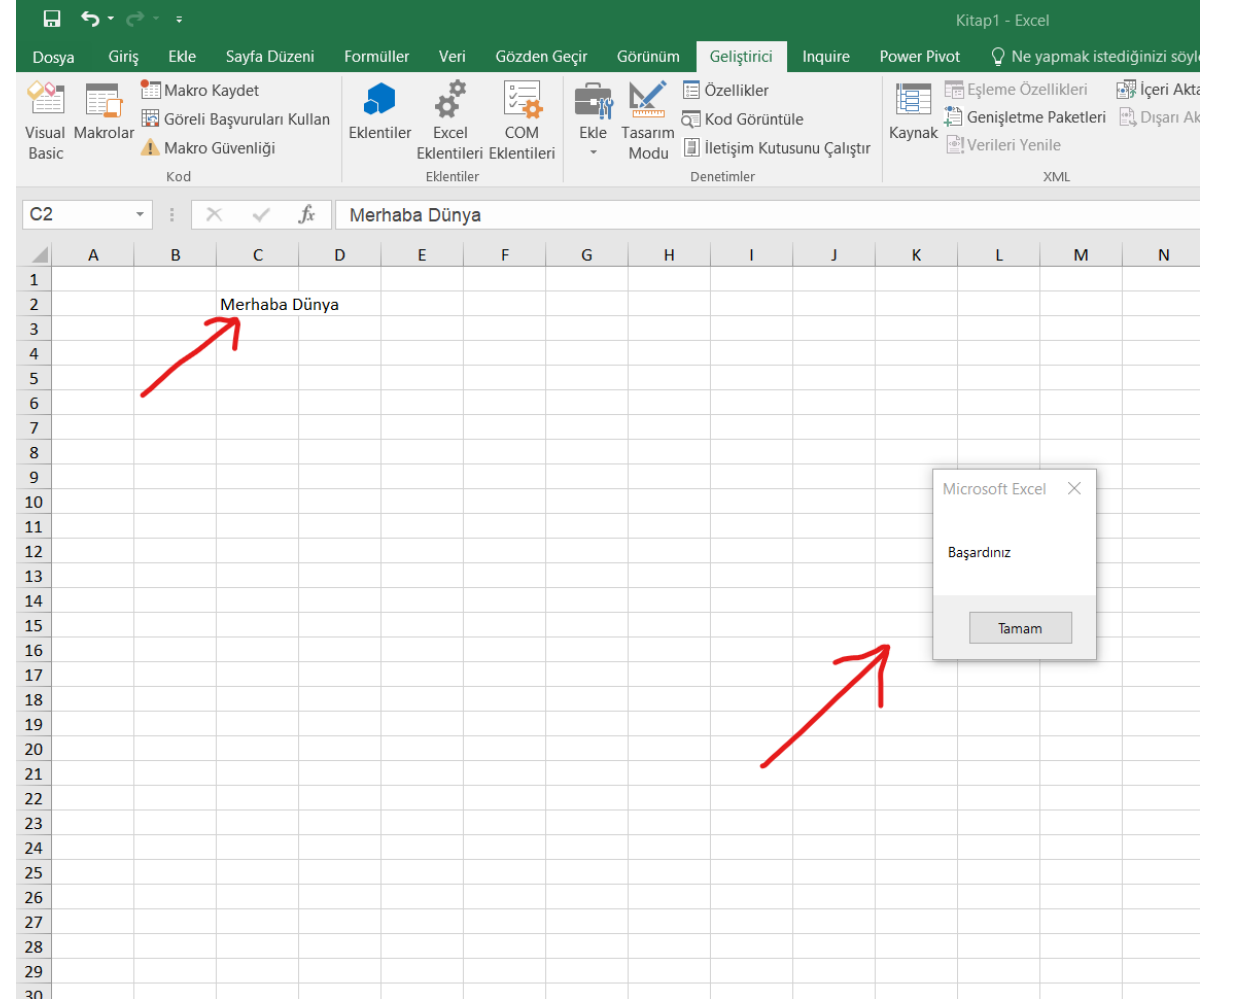 Kitap1 - Excel
Dosya Giriş Ekle Sayfa Düzeni Formüller Veri Gözden Geçir Görünüm Geliştirici Inquire Power Pivot Ne yapmak istediğinizi söyle
Visual Basic
Makrolar
Makro Kaydet
Göreli Başvuruları Kullan
Makro Güvenliği
Kod
Eklentiler
Excel Eklentileri
COM Eklentileri
Eklentiler
Ekle
Tasarım Modu
Özellikler
Kod Görüntüle
İletişim Kutusunu Çalıştır
Denetimler
Kaynak
Eşleme Özellikleri
Genişletme Paketleri
Verileri Yenile
İçeri Akta
Dışarı Ak
XML
C2 fx Merhaba Dünya
A B C D E F G H I J K L M N
1
2 Merhaba Dünya
3
4
5
6
7
8
9
10
11
12
13
14
15
16
17
18
19
20
21
22
23
24
25
26
27
28
29
30
Microsoft Excel
Başardınız
Tamam